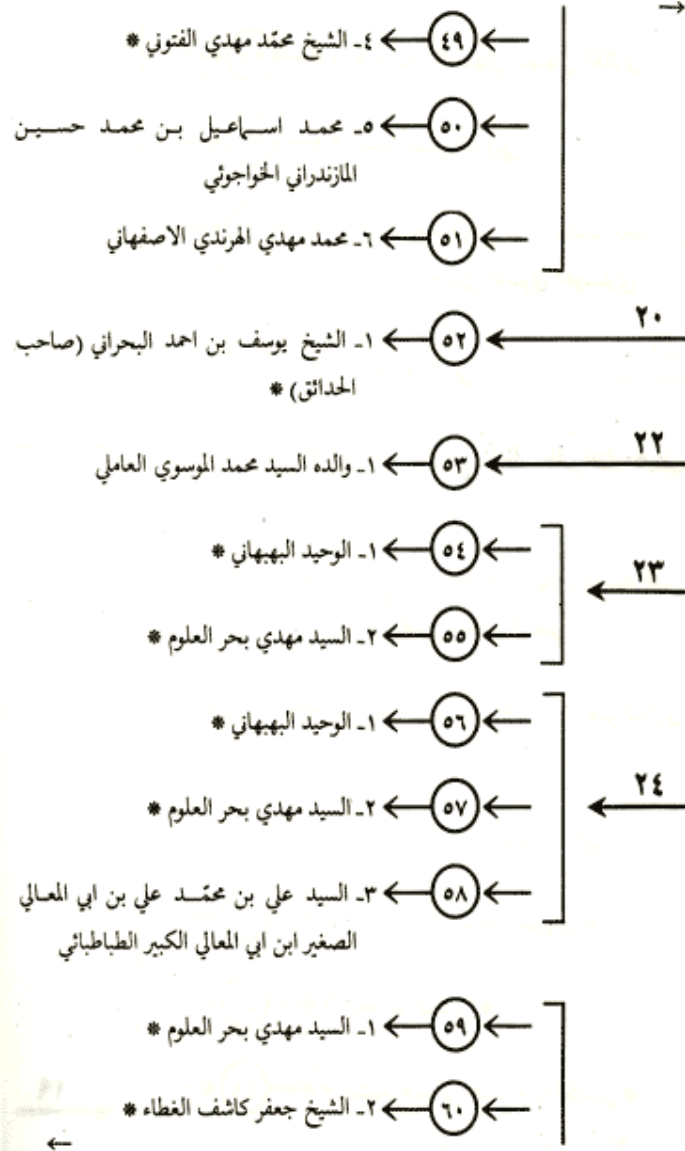 ٤٩ ٤ـ الشيخ محمّد مهدي الفتوني *
٥٠ ٥ـ محمد اسماعيل بن محمد حسين
المازندراني الخواجوئي
٥١ ٦ـ محمد مهدي الهرندي الاصفهاني
٢٠ ٥٢ ١ـ الشيخ يوسف بن احمد البحراني (صاحب
الحدائق) *
٢٢ ٥٣ ١ـ والده السيد محمد الموسوي العاملي
٥٤ ١ـ الوحيد البهبهاني *
٢٣
٥٥ ٢ـ السيد مهدي بحر العلوم *
٥٦ ١ـ الوحيد البهبهاني *
٢٤ ٥٧ ٢ـ السيد مهدي بحر العلوم *
٥٨ ٣ـ السيد علي بن محمّد علي بن ابي المعالي
الصغير ابن ابي المعالي الكبير الطباطبائي
٥٩ ١ـ السيد مهدي بحر العلوم *
٦٠ ٢ـ الشيخ جعفر كاشف الغطاء *